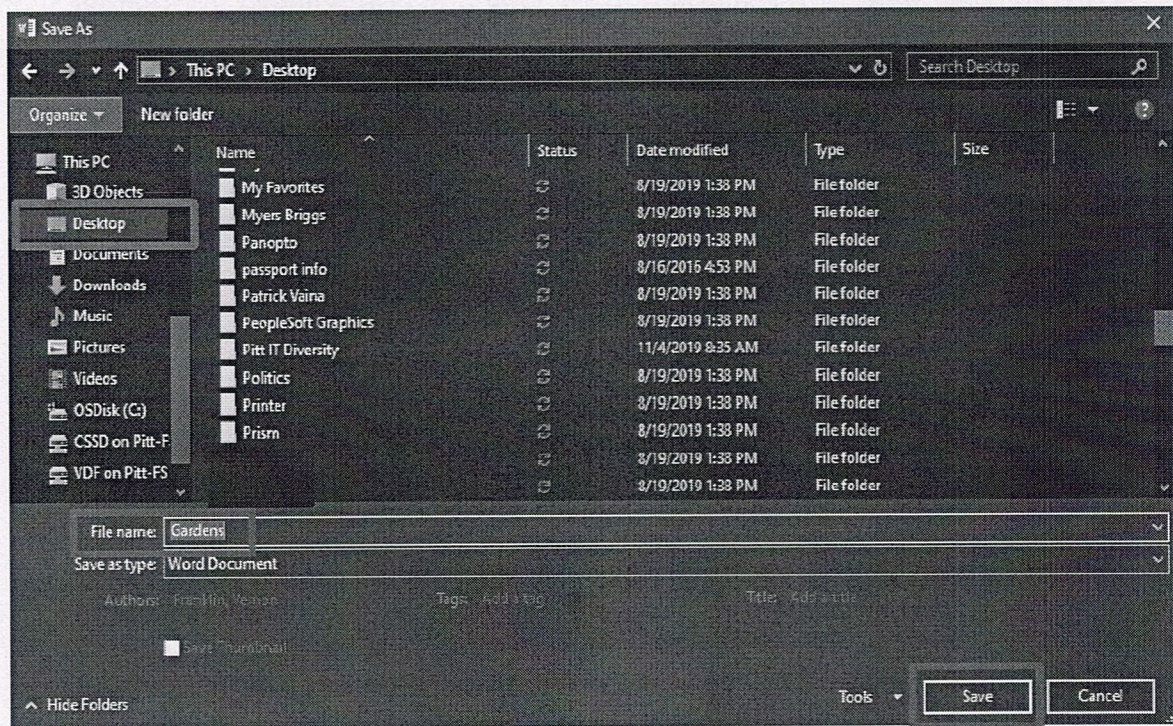 Save As
This PC > Desktop
Search Desktop
Organize
New folder
Name Status Date modified Type Size
This PC
3D Objects
Desktop
Documents
Downloads
Music
Pictures
Videos
OSDisk (C:)
CSSD on Pitt-F
VDF on Pitt-FS
My Favorites 8/19/2019 1:38 PM File folder
Myers Briggs 8/19/2019 1:38 PM File folder
Panopto 8/19/2019 1:38 PM File folder
passport info 8/16/2016 4:53 PM File folder
Patrick Vaina 8/19/2019 1:38 PM File folder
PeopleSoft Graphics 8/19/2019 1:38 PM File folder
Pitt IT Diversity 11/4/2019 8:35 AM File folder
Politics 8/19/2019 1:38 PM File folder
Printer 8/19/2019 1:38 PM File folder
Prism 8/19/2019 1:38 PM File folder
8/19/2019 1:38 PM File folder
8/19/2019 1:38 PM File folder
File name: Gardens
Save as type: Word Document
Authors: Franklin, Tags: Add a tag Title: Add a title
Save Thumbnail
Hide Folders
Tools Save Cancel